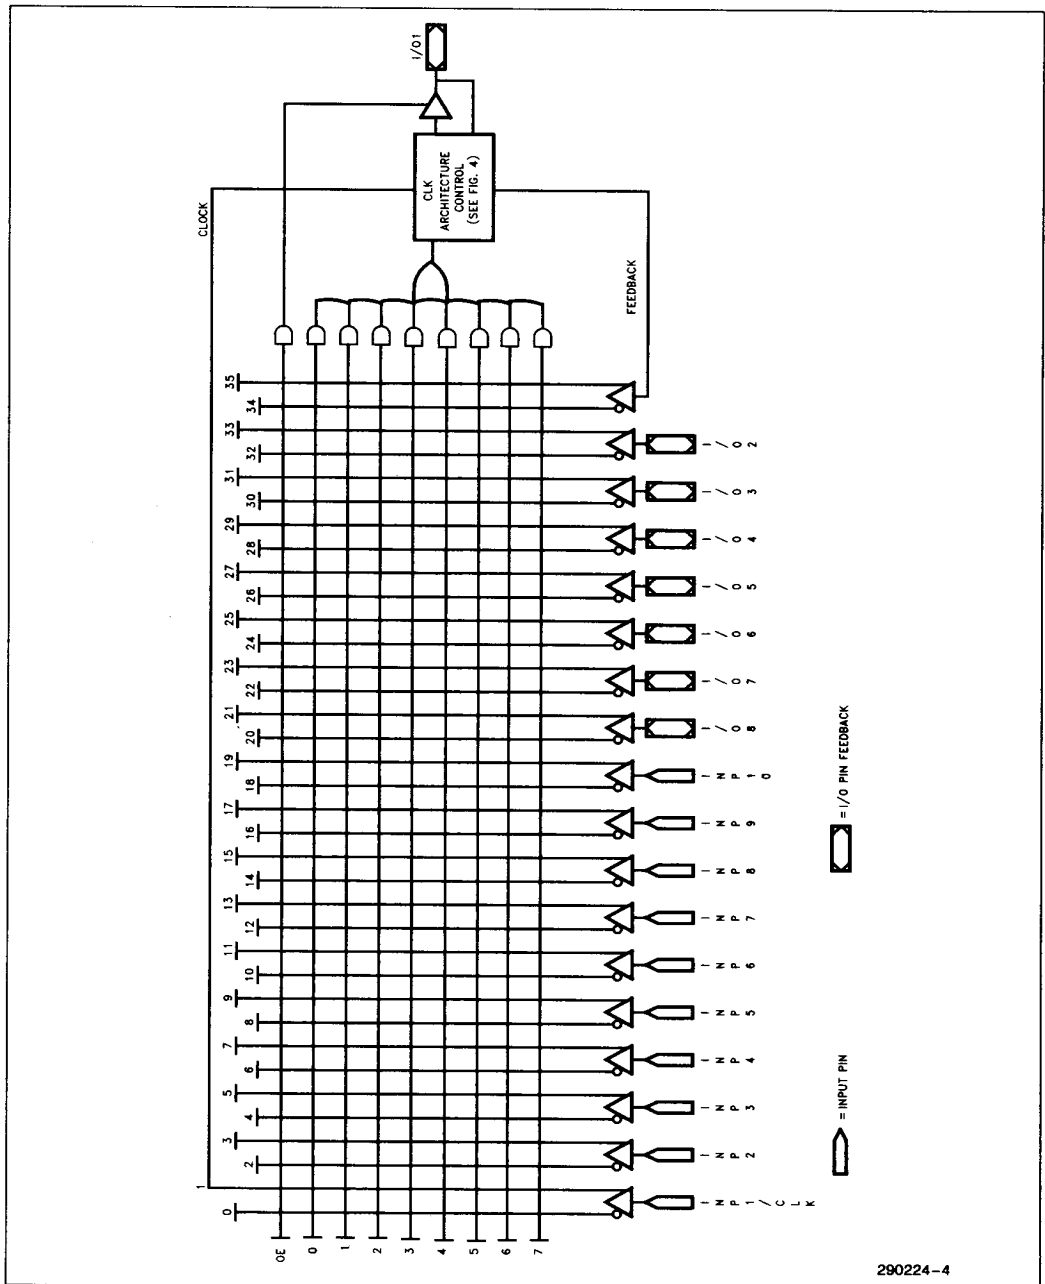 I/O1
CLOCK
CLK
ARCHITECTURE
CONTROL
(SEE FIG. 4)
FEEDBACK
35
34
33
32
31
30
29
28
27
26
25
24
23
22
21
20
19
18
17
16
15
14
13
12
11
10
9
8
7
6
5
4
3
2
1
0
OE
0
1
2
3
4
5
6
7
I/O2
I/O3
I/O4
I/O5
I/O6
I/O7
I/O8
INP10
INP9
INP8
INP7
INP6
INP5
INP4
INP3
INP2
INP1/CLK
= I/O PIN FEEDBACK
= INPUT PIN
290224-4